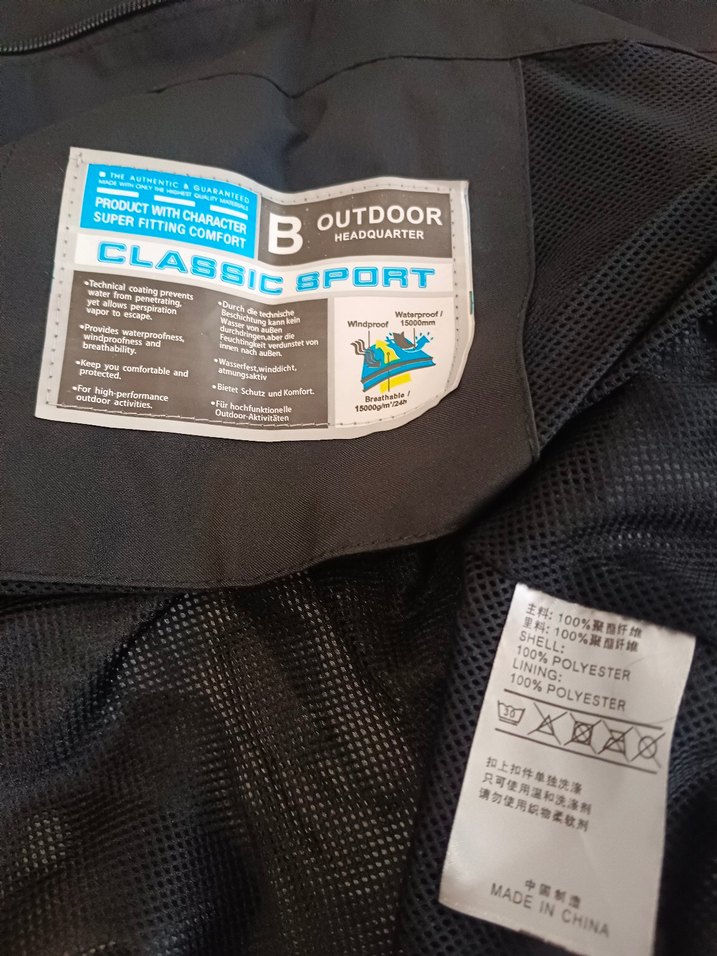 THE AUTHENTIC & GUARANTEED
MADE WITH ONLY THE HIGHEST QUALITY MATERIALS
PRODUCT WITH CHARACTER
SUPER FITTING COMFORT
B
OUTDOOR
HEADQUARTER
CLASSIC SPORT
•Technical coating prevents
water from penetrating,
yet allows perspiration
vapor to escape.
•Provides waterproofness,
windproofness and
breathability.
•Keep you comfortable and
protected.
•For high-performance
outdoor activities.
•Durch die technische
Beschichtung kann kein
Wasser von außen
durchdringen,aber die
Feuchtigkeit verdunstet von
innen nach außen.
•Wasserfest,winddicht,
atmungsaktiv
•Bietet Schutz und Komfort.
•Für hochfunktionelle
Outdoor-Aktivitäten
Windproof
Waterproof /
15000mm
Breathable /
15000g/m²/24h
主料: 100%聚酯纤维
里料: 100%聚酯纤维
SHELL:
100% POLYESTER
LINING:
100% POLYESTER
30
扣上扣件单独洗涤
只可使用温和洗涤剂
请勿使用织物柔软剂
中国制造
MADE IN CHINA